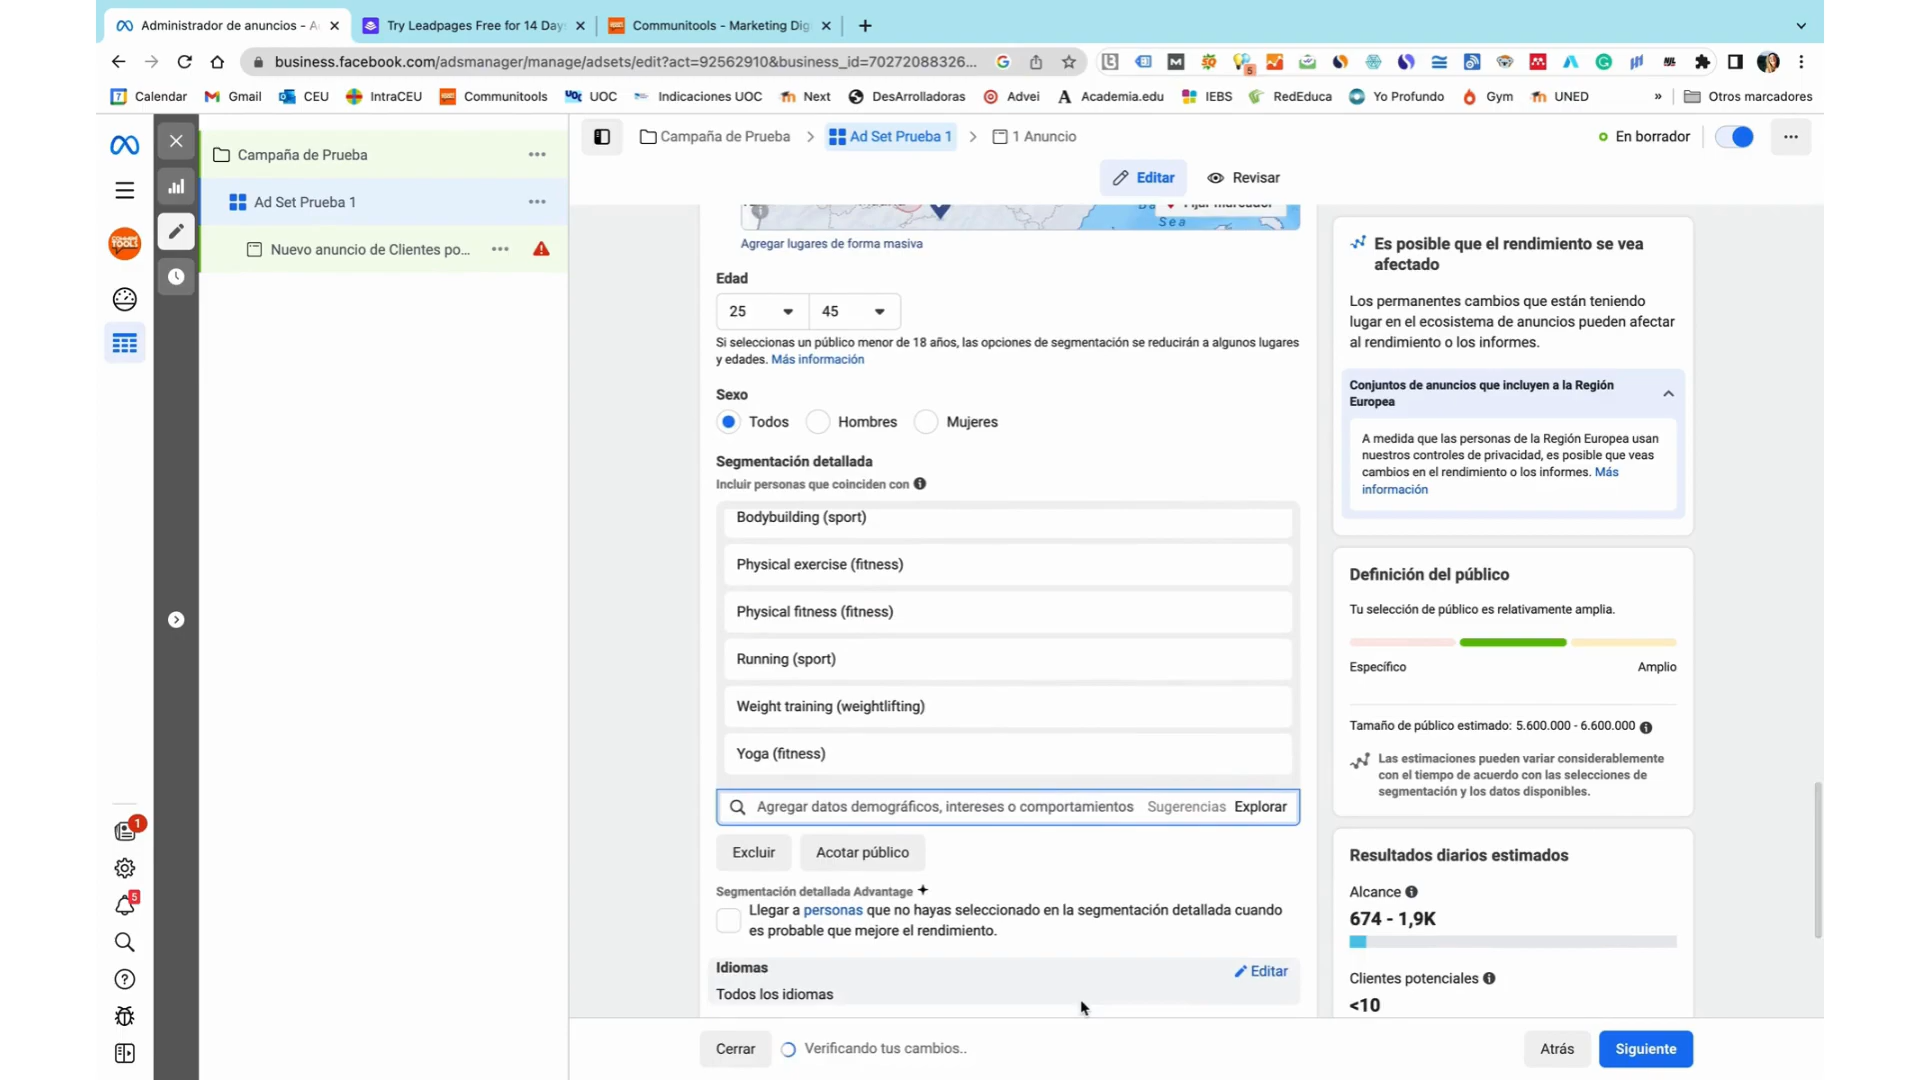 Administrador de anuncios - A
Try Leadpages Free for 14 Day
Communitools - Marketing Dig
business.facebook.com/adsmanager/manage/adsets/edit?act=92562910&business_id=70272088326...
5
Calendar
Gmail
CEU
IntraCEU
Communitools
UOC
Indicaciones UOC
Next
DesArrolladoras
Advei
Academia.edu
IEBS
RedEduca
Yo Profundo
Gym
UNED
»
Otros marcadores
Campaña de Prueba
Ad Set Prueba 1
Nuevo anuncio de Clientes po...
1
5
Campaña de Prueba
Ad Set Prueba 1
1 Anuncio
En borrador
Editar
Revisar
Sea
Agregar lugares de forma masiva
Edad
25
45
Si seleccionas un público menor de 18 años, las opciones de segmentación se reducirán a algunos lugares
y edades. Más información
Sexo
Todos
Hombres
Mujeres
Segmentación detallada
Incluir personas que coinciden con
Bodybuilding (sport)
Physical exercise (fitness)
Physical fitness (fitness)
Running (sport)
Weight training (weightlifting)
Yoga (fitness)
Agregar datos demográficos, intereses o comportamientos
Sugerencias
Explorar
Excluir
Acotar público
Segmentación detallada Advantage
Llegar a personas que no hayas seleccionado en la segmentación detallada cuando
es probable que mejore el rendimiento.
Idiomas
Editar
Todos los idiomas
Cerrar
Verificando tus cambios..
Atrás
Siguiente
Es posible que el rendimiento se vea
afectado
Los permanentes cambios que están teniendo
lugar en el ecosistema de anuncios pueden afectar
al rendimiento o los informes.
Conjuntos de anuncios que incluyen a la Región
Europea
A medida que las personas de la Región Europea usan
nuestros controles de privacidad, es posible que veas
cambios en el rendimiento o los informes. Más
información
Definición del público
Tu selección de público es relativamente amplia.
Específico
Amplio
Tamaño de público estimado: 5.600.000 - 6.600.000
Las estimaciones pueden variar considerablemente
con el tiempo de acuerdo con las selecciones de
segmentación y los datos disponibles.
Resultados diarios estimados
Alcance
674 - 1,9K
Clientes potenciales
<10